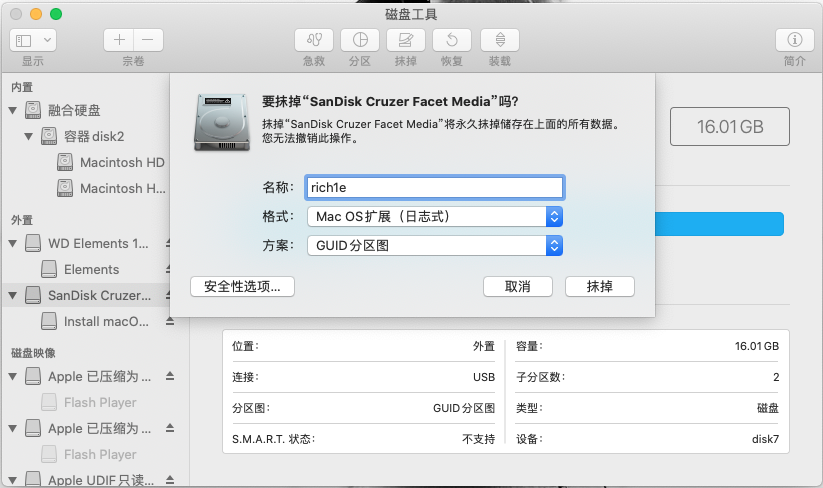 磁盘工具
显示
宗卷
急救
分区
抹掉
恢复
装载
简介
内置
融合硬盘
容器 disk2
Macintosh HD
Macintosh H...
外置
WD Elements 1...
Elements
SanDisk Cruzer...
Install macO...
磁盘映像
Apple 已压缩为 ...
Flash Player
Apple 已压缩为 ...
Flash Player
Apple UDIF 只读...
要抹掉“SanDisk Cruzer Facet Media”吗？
抹掉“SanDisk Cruzer Facet Media”将永久抹掉储存在上面的所有数据。
您无法撤销此操作。
名称： rich1e
格式： Mac OS 扩展（日志式）
方案： GUID 分区图
安全性选项... 取消 抹掉
16.01 GB
位置： 外置
容量： 16.01 GB
连接： USB
子分区数： 2
分区图： GUID 分区图
类型： 磁盘
S.M.A.R.T. 状态： 不支持
设备： disk7